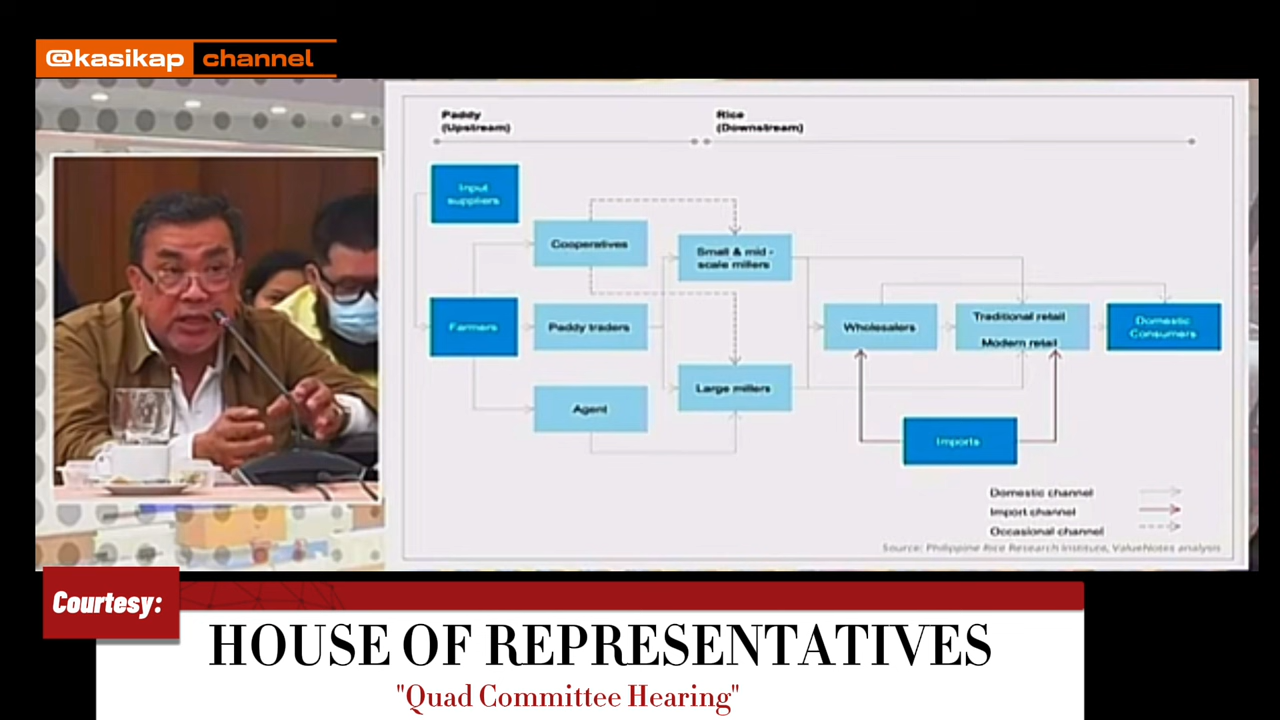 @kasikap channel
Paddy
(Upstream)
Rice
(Downstream)
Input
suppliers
Cooperatives
Small & mid -
scale millers
Farmers
Paddy traders
Wholesalers
Traditional retail
Modern retail
Domestic
Consumers
Large millers
Agent
Imports
Domestic channel
Import channel
Occasional channel
Source: Philippine Rice Research Institute, ValueNotes analysis
Courtesy:
HOUSE OF REPRESENTATIVES
"Quad Committee Hearing"